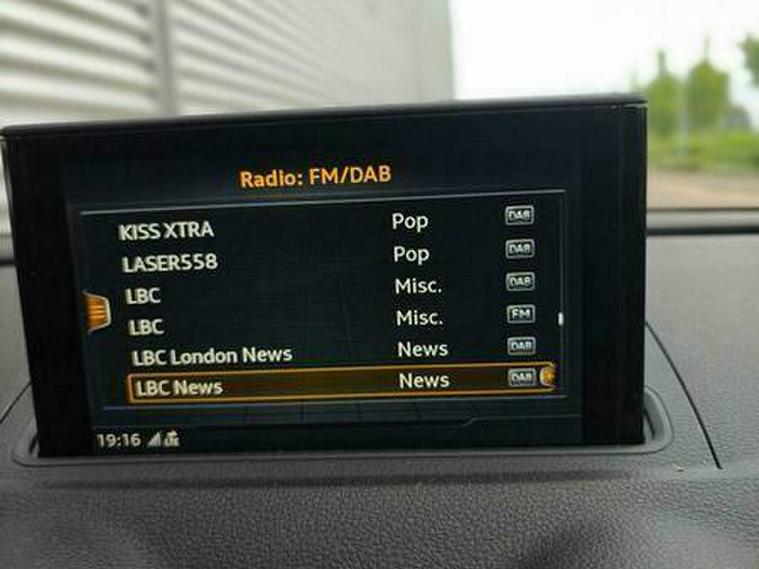 Radio: FM/DAB
KISS XTRA Pop DAB
LASER558 Pop DAB
LBC Misc. DAB
LBC Misc. FM
LBC London News News DAB
LBC News News DAB
19:16